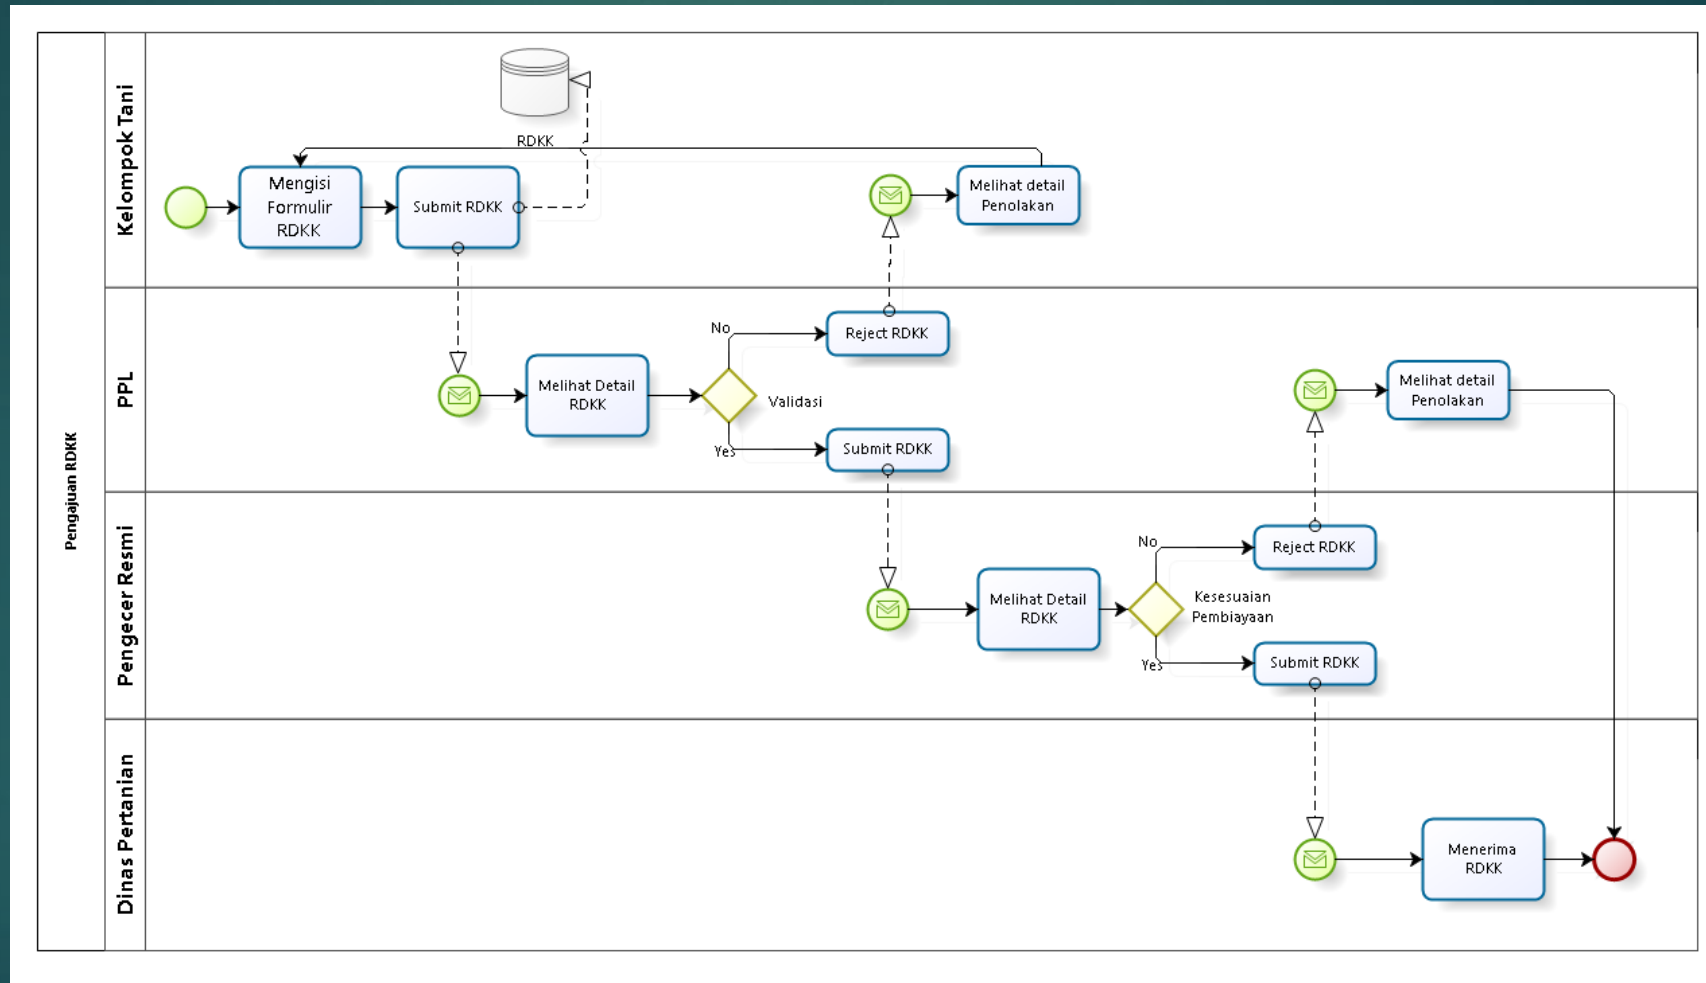 Pengajuan RDKK
Kelompok Tani
RDKK
Mengisi
Formulir
RDKK
Submit RDKK
Melihat detail
Penolakan
PPL
Melihat Detail
RDKK
No
Validasi
Yes
Reject RDKK
Submit RDKK
Melihat detail
Penolakan
Pengecer Resmi
Melihat Detail
RDKK
No
Kesesuaian
Pembiayaan
Yes
Reject RDKK
Submit RDKK
Dinas Pertanian
Menerima
RDKK